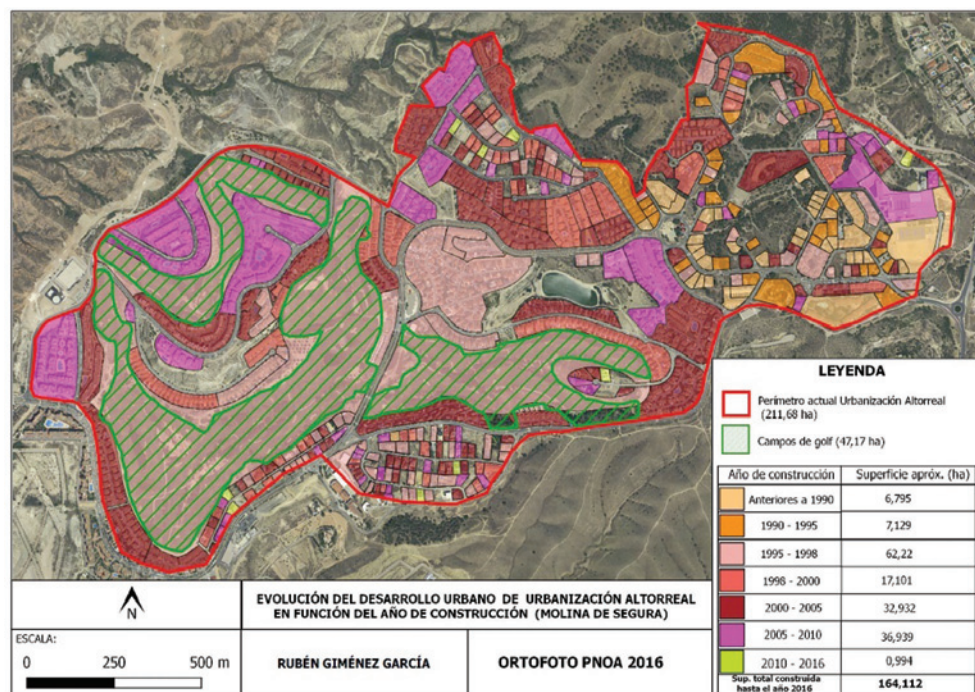 LEYENDA
Perímetro actual Urbanización Altorreal
(211,68 ha)
Campos de golf (47,17 ha)
Año de construcción Superficie apróx. (ha)
Anteriores a 1990 6,795
1990 - 1995 7,129
1995 - 1998 62,22
1998 - 2000 17,101
2000 - 2005 32,932
2005 - 2010 36,939
2010 - 2016 0,994
Sup. total construida
hasta el año 2016 164,112
N
EVOLUCIÓN DEL DESARROLLO URBANO DE URBANIZACIÓN ALTORREAL
EN FUNCIÓN DEL AÑO DE CONSTRUCCIÓN (MOLINA DE SEGURA)
ESCALA:
0 250 500 m
RUBÉN GIMÉNEZ GARCÍA
ORTOFOTO PNOA 2016